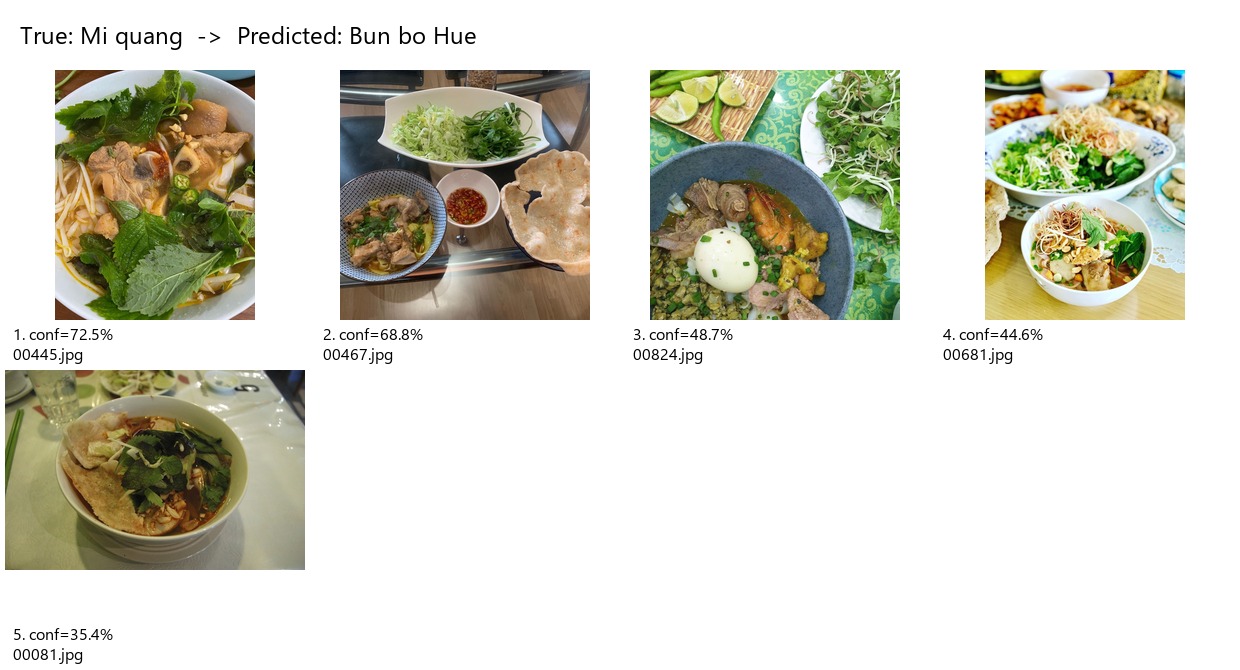 True: Mi quang -> Predicted: Bun bo Hue
1. conf=72.5%
00445.jpg
2. conf=68.8%
00467.jpg
3. conf=48.7%
00824.jpg
4. conf=44.6%
00681.jpg
5. conf=35.4%
00081.jpg